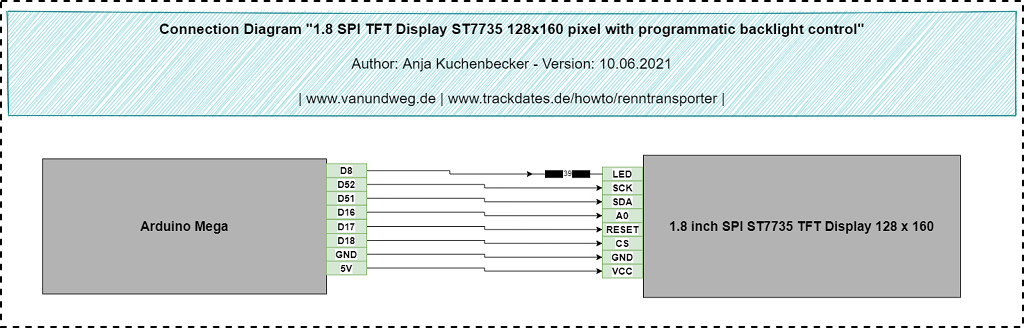 Connection Diagram "1.8 SPI TFT Display ST7735 128x160 pixel with programmatic backlight control"
Author: Anja Kuchenbecker - Version: 10.06.2021
| www.vanundweg.de | www.trackdates.de/howto/renntransporter |
Arduino Mega
D8
D52
D51
D16
D17
D18
GND
5V
39
LED
SCK
SDA
A0
RESET
CS
GND
VCC
1.8 inch SPI ST7735 TFT Display 128 x 160